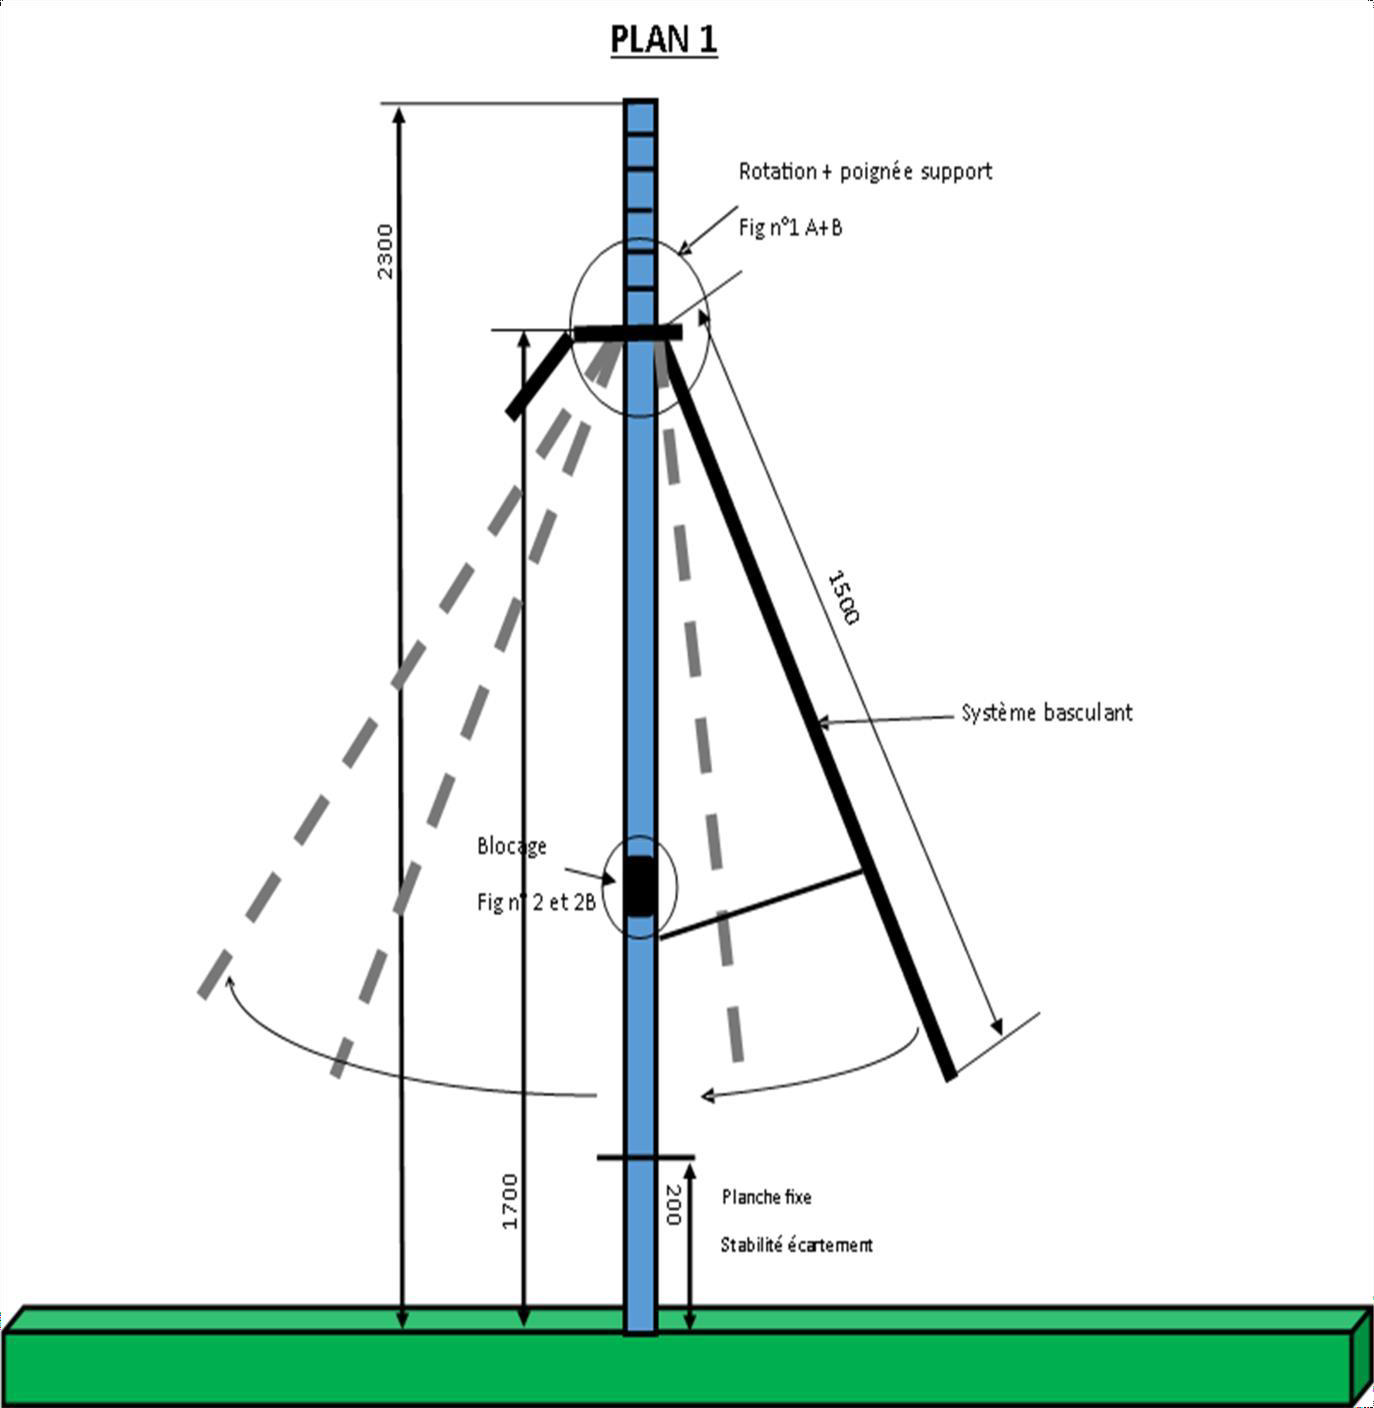 PLAN 1
Rotation + poignée support
Fig n°1 A+B
2300
1500
Système basculant
Blocage
Fig n° 2 et 2B
1700
200
Planche fixe
Stabilité écartement